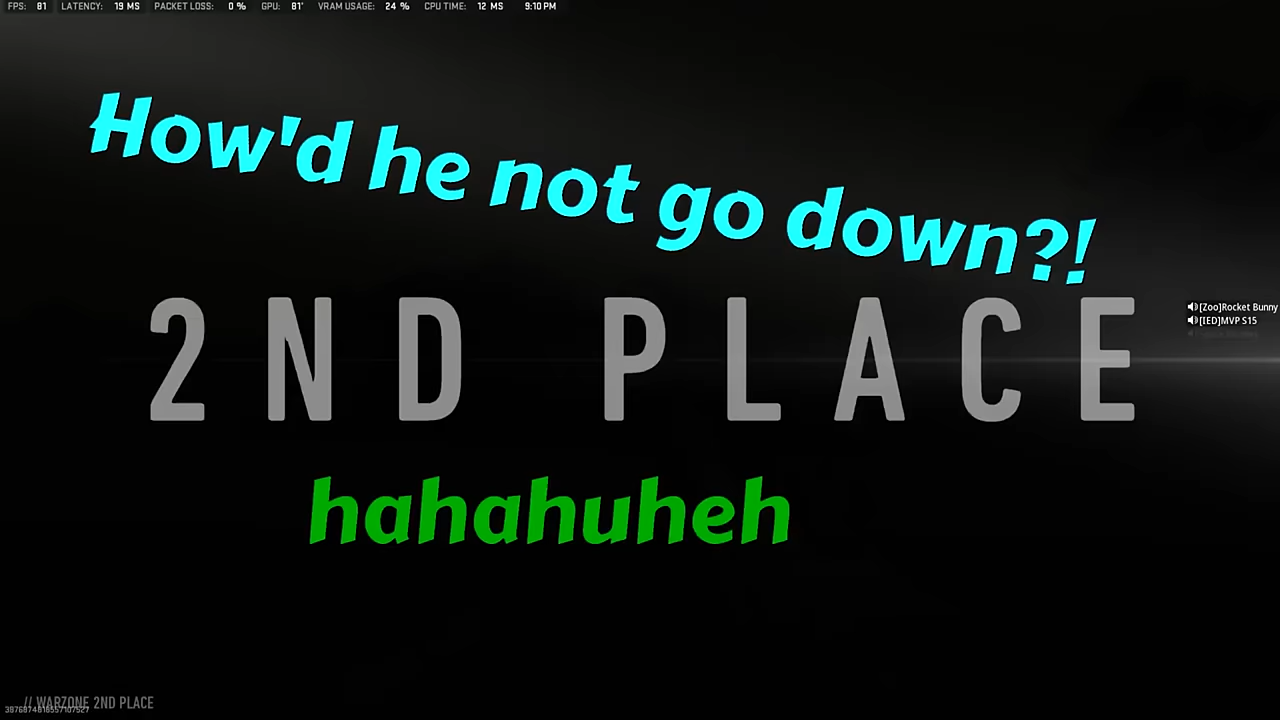 FPS: 81 LATENCY: 19 MS PACKET LOSS: 0 % GPU: 81° VRAM USAGE: 24 % CPU TIME: 12 MS 9:10 PM
How'd he not go down?!
2ND PLACE
[Zoo]Rocket Bunny
[IED]MVP S15
hahahuheh
// WARZONE 2ND PLACE